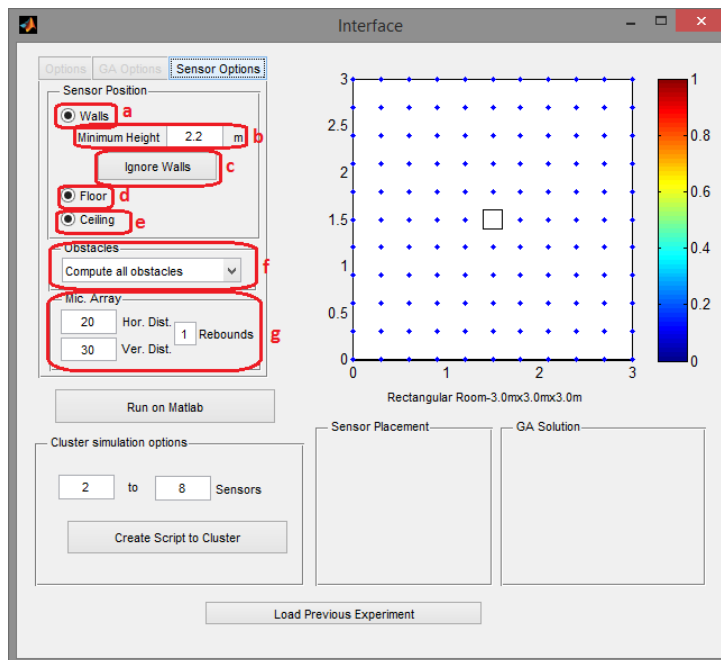 Interface
Options GA Options Sensor Options
Sensor Position
Walls a
Minimum Height 2.2 m b
Ignore Walls c
Floor d
Ceiling e
Obstacles
Compute all obstacles f
Mic. Array
20 Hor. Dist.
1 Rebounds g
30 Ver. Dist.
Run on Matlab
Cluster simulation options
2 to 8 Sensors
Create Script to Cluster
3
2.5
2
1.5
1
0.5
0
0 1 2 3
Rectangular Room-3.0mx3.0mx3.0m
1
0.8
0.6
0.4
0.2
0
Sensor Placement
GA Solution
Load Previous Experiment